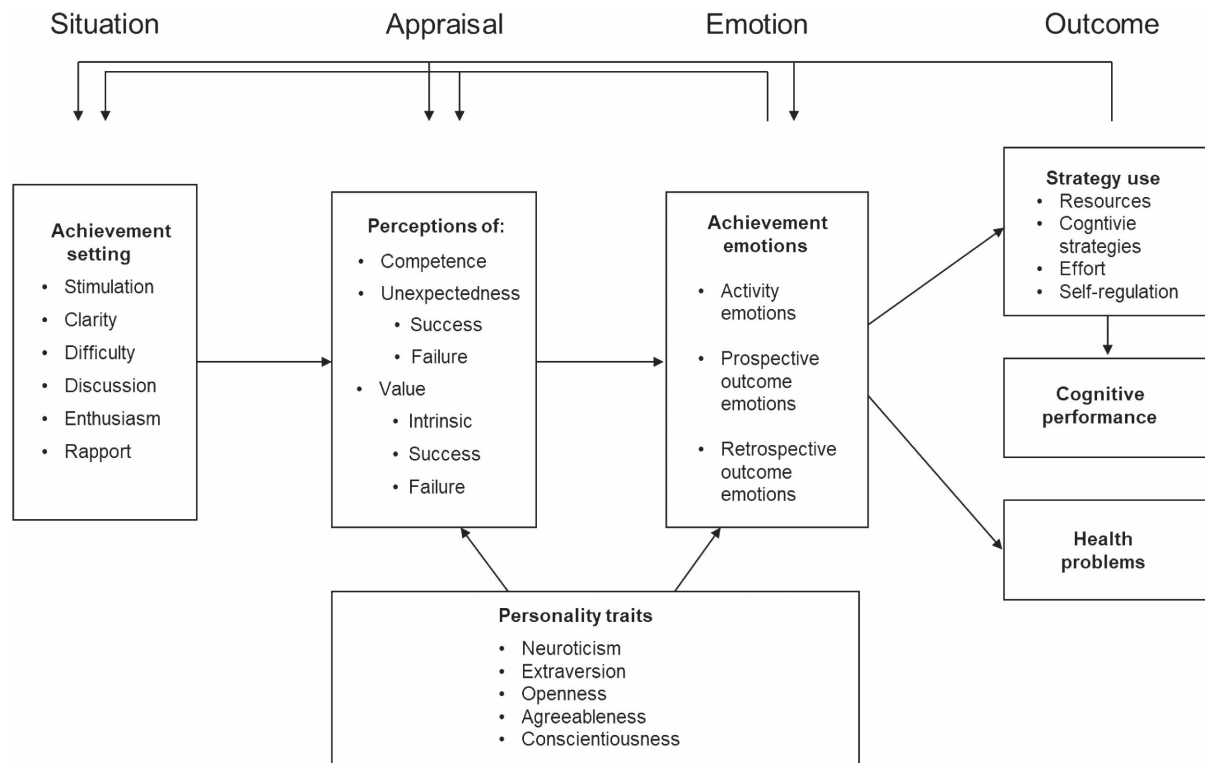 Situation
Appraisal
Emotion
Outcome
Achievement
setting
• Stimulation
• Clarity
• Difficulty
• Discussion
• Enthusiasm
• Rapport
Perceptions of:
• Competence
• Unexpectedness
• Success
• Failure
• Value
• Intrinsic
• Success
• Failure
Achievement
emotions
• Activity
emotions
• Prospective
outcome
emotions
• Retrospective
outcome
emotions
Strategy use
• Resources
• Cogntivie
strategies
• Effort
• Self-regulation
Cognitive
performance
Health
problems
Personality traits
• Neuroticism
• Extraversion
• Openness
• Agreeableness
• Conscientiousness